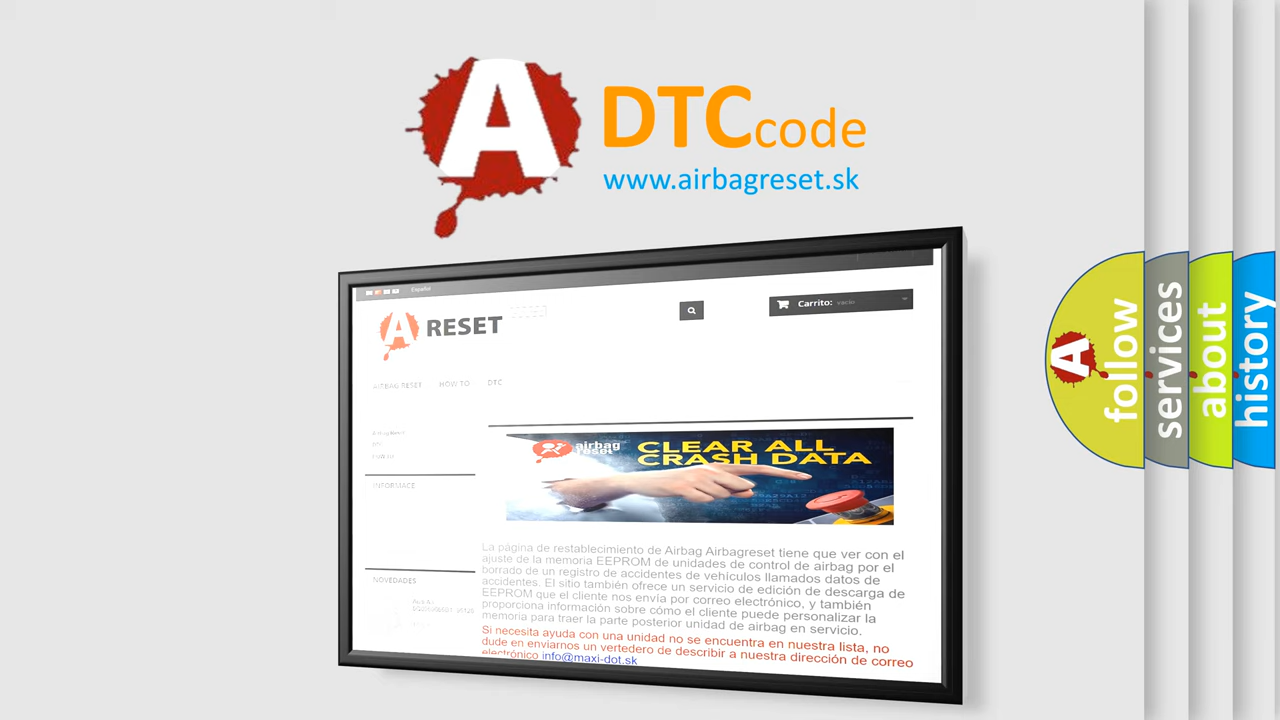 A
DTCcode
www.airbagreset.sk
Español
A RESET
Carrito: vacío
AIRBAG RESET HOW TO DTC
Airbag Reset
DTC
INFORMACE
airbag
reset
CLEAR ALL
CRASH DATA
NOVEDADES
La página de restablecimiento de Airbag Airbagreset tiene que ver con el
ajuste de la memoria EEPROM de unidades de control de airbag por el
borrado de un registro de accidentes de vehículos llamados datos de
accidentes. El sitio también ofrece un servicio de edición de descarga de
EEPROM que el cliente nos envía por correo electrónico, y también
proporciona información sobre cómo el cliente puede personalizar la
memoria para traer la parte posterior unidad de airbag en servicio.
Si necesita ayuda con una unidad no se encuentra en nuestra lista, no
dude en enviarnos un vertedero de describir a nuestra dirección de correo
electrónico info@maxi-dot.sk
A
follow
services
about
history